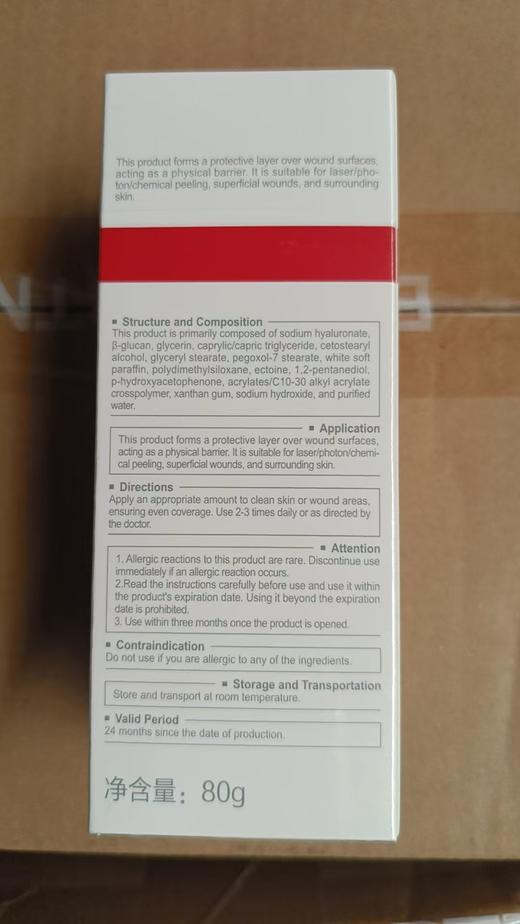 This product forms a protective layer over wound surfaces,
acting as a physical barrier. It is suitable for laser/pho-
ton/chemical peeling, superficial wounds, and surrounding
skin.
■ Structure and Composition
This product is primarily composed of sodium hyaluronate,
β-glucan, glycerin, caprylic/capric triglyceride, cetostearyl
alcohol, glyceryl stearate, pegoxol-7 stearate, white soft
paraffin, polydimethylsiloxane, ectoine, 1,2-pentanediol,
p-hydroxyacetophenone, acrylates/C10-30 alkyl acrylate
crosspolymer, xanthan gum, sodium hydroxide, and purified
water.
■ Application
This product forms a protective layer over wound surfaces,
acting as a physical barrier. It is suitable for laser/photon/chemi-
cal peeling, superficial wounds, and surrounding skin.
■ Directions
Apply an appropriate amount to clean skin or wound areas,
ensuring even coverage. Use 2-3 times daily or as directed by
the doctor.
■ Attention
1. Allergic reactions to this product are rare. Discontinue use
immediately if an allergic reaction occurs.
2.Read the instructions carefully before use and use it within
the product's expiration date. Using it beyond the expiration
date is prohibited.
3. Use within three months once the product is opened.
■ Contraindication
Do not use if you are allergic to any of the ingredients.
■ Storage and Transportation
Store and transport at room temperature.
■ Valid Period
24 months since the date of production.
净含量：80g